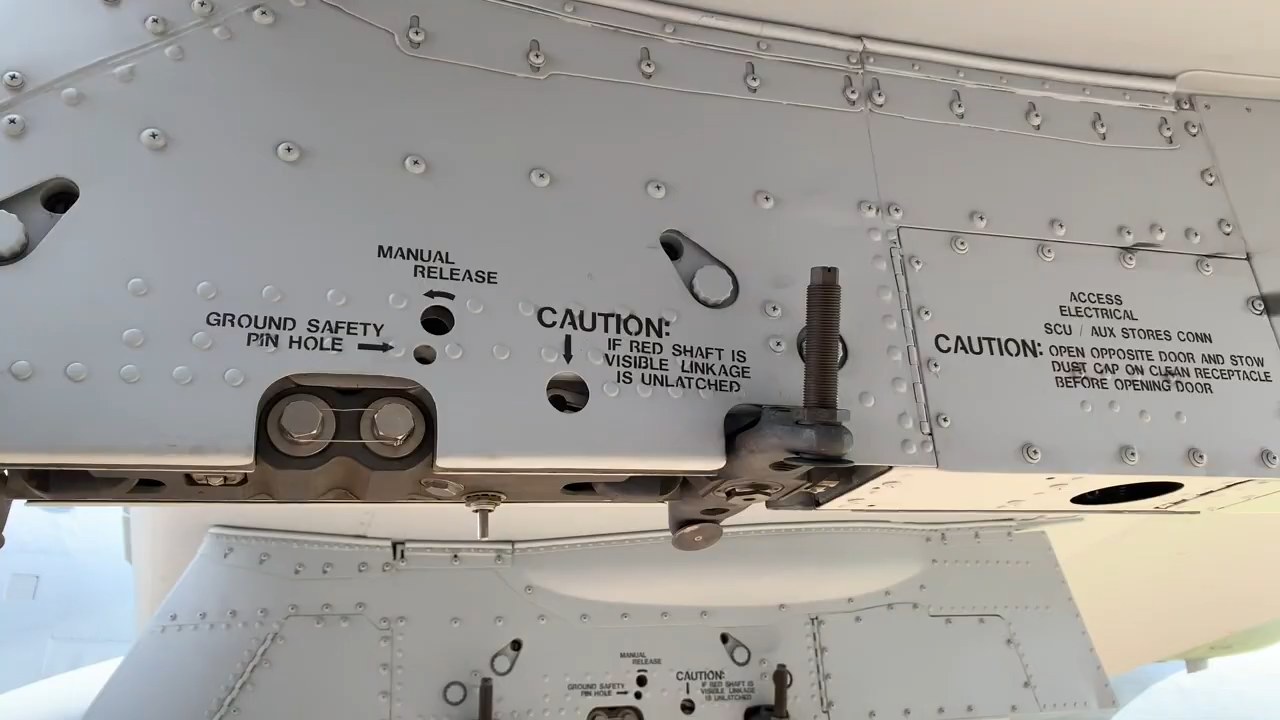 MANUAL
RELEASE
GROUND SAFETY
PIN HOLE
CAUTION:
IF RED SHAFT IS
VISIBLE LINKAGE
IS UNLATCHED
ACCESS
ELECTRICAL
SCU / AUX STORES CONN
CAUTION: OPEN OPPOSITE DOOR AND STOW
DUST CAP ON CLEAN RECEPTACLE
BEFORE OPENING DOOR
MANUAL
RELEASE
GROUND SAFETY
PIN HOLE
CAUTION:
IF RED SHAFT IS
VISIBLE LINKAGE
IS UNLATCHED